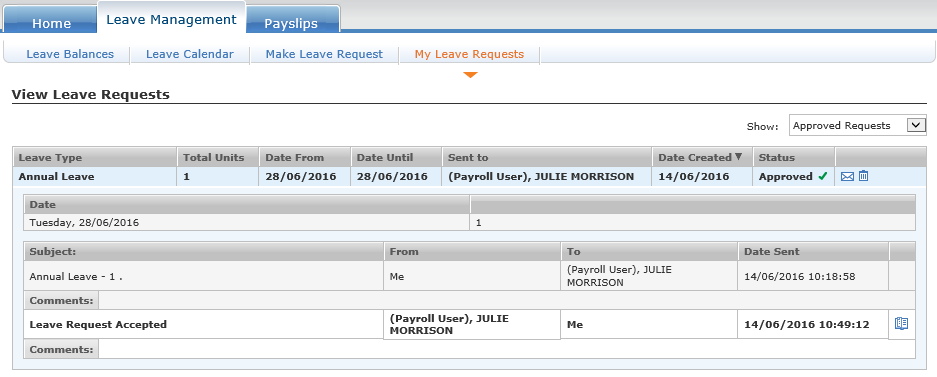 Home Leave Management Payslips
Leave Balances Leave Calendar Make Leave Request My Leave Requests
View Leave Requests
Show: Approved Requests
Leave Type Total Units Date From Date Until Sent to Date Created Status
Annual Leave 1 28/06/2016 28/06/2016 (Payroll User), JULIE MORRISON 14/06/2016 Approved
Date
Tuesday, 28/06/2016 1
Subject: From To Date Sent
Annual Leave - 1 . Me (Payroll User), JULIE
MORRISON 14/06/2016 10:18:58
Comments:
Leave Request Accepted (Payroll User), JULIE
MORRISON Me 14/06/2016 10:49:12
Comments: